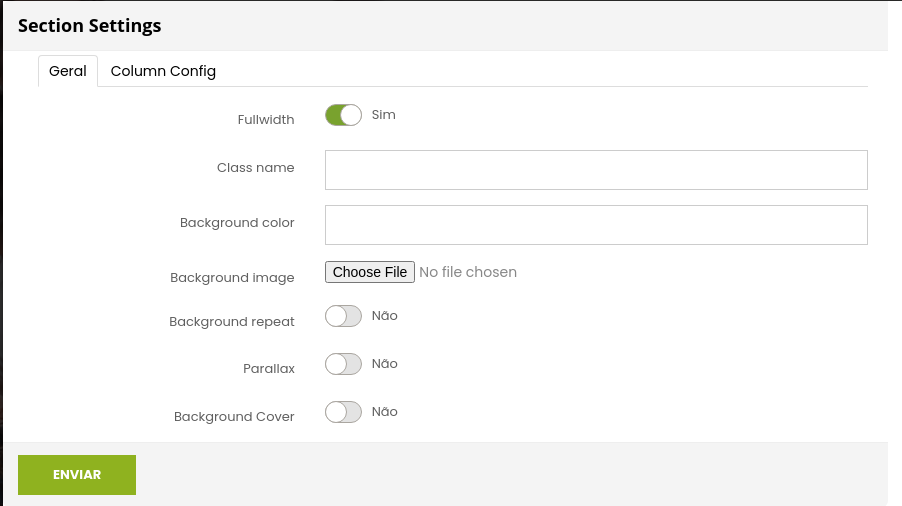 Section Settings
Geral Column Config
Fullwidth Sim
Class name
Background color
Background image Choose File No file chosen
Background repeat Não
Parallax Não
Background Cover Não
ENVIAR